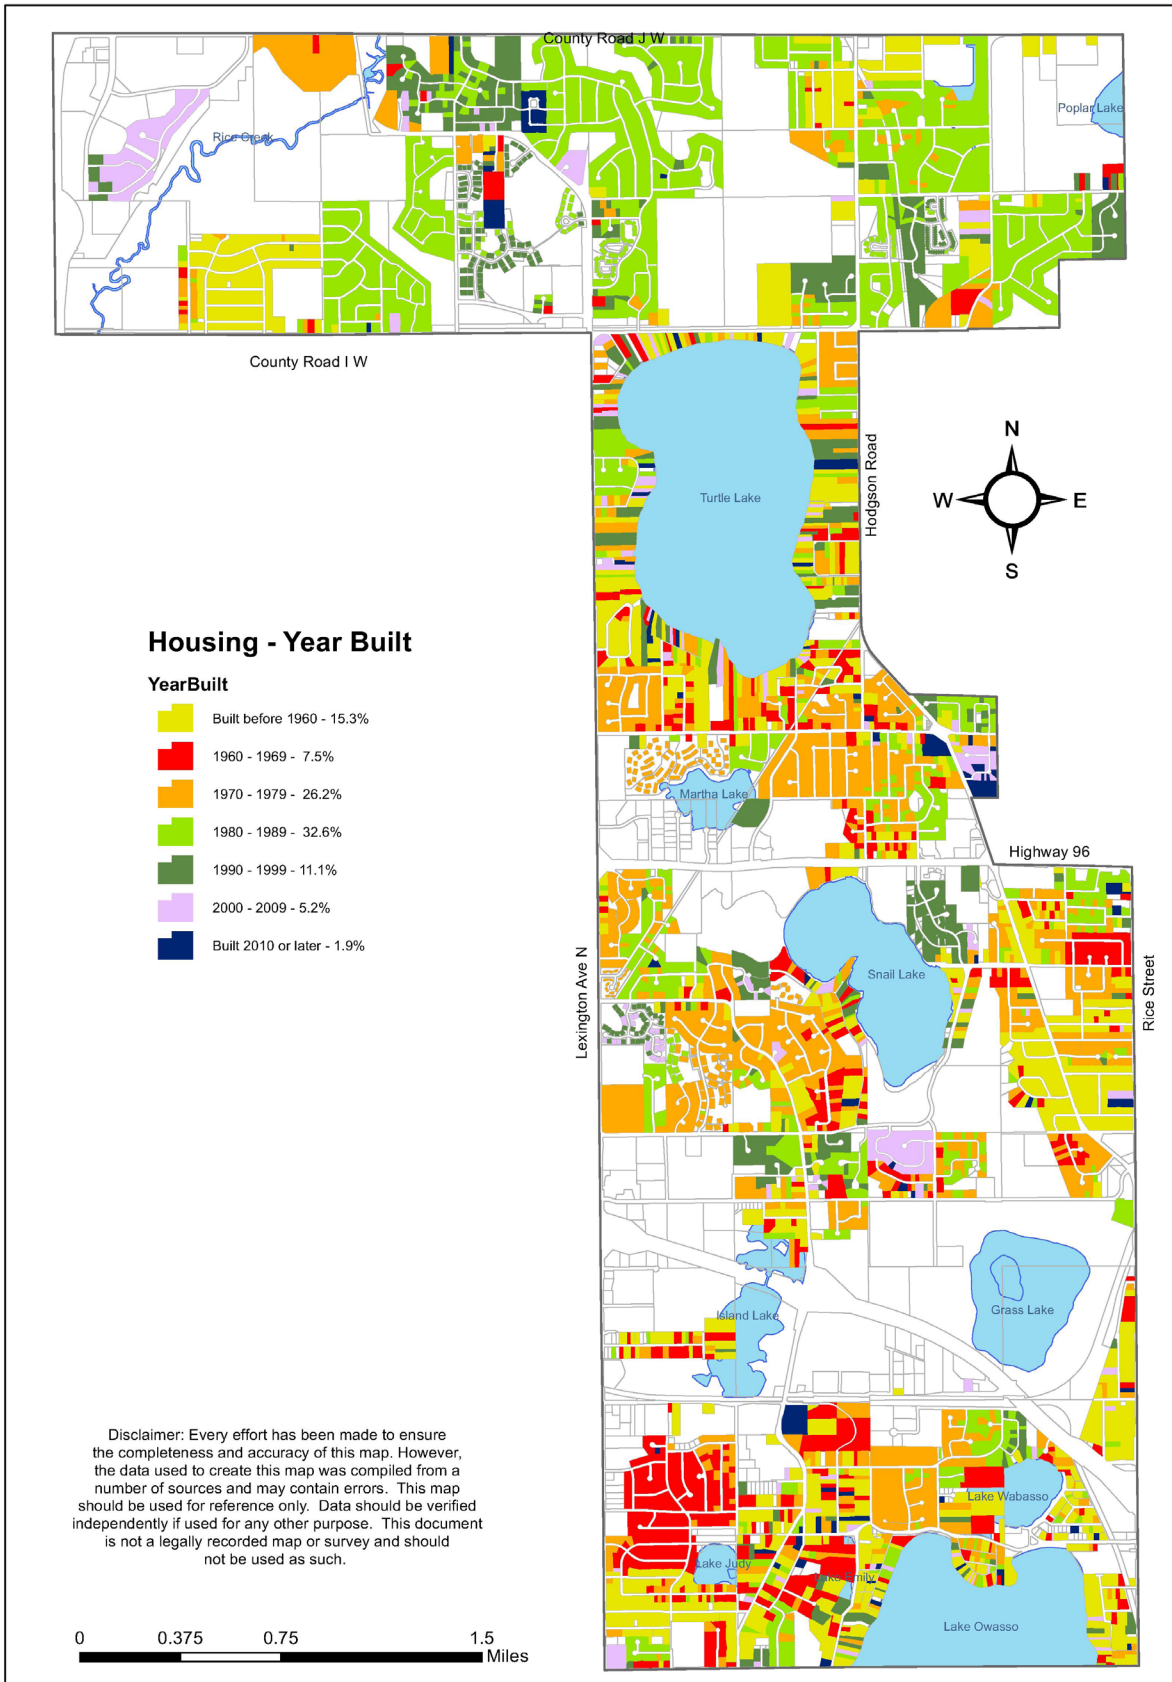 County Road J W
Poplar Lake
Rice Creek
County Road I W
N
W E
S
Hodgson Road
Turtle Lake
Housing - Year Built
YearBuilt
Built before 1960 - 15.3%
1960 - 1969 -  7.5%
1970 - 1979 - 26.2%
1980 - 1989 - 32.6%
1990 - 1999 - 11.1%
2000 - 2009 - 5.2%
Built 2010 or later - 1.9%
Martha Lake
Highway 96
Lexington Ave N
Snail Lake
Rice Street
Island Lake
Grass Lake
Disclaimer: Every effort has been made to ensure
the completeness and accuracy of this map. However,
the data used to create this map was compiled from a
number of sources and may contain errors.  This map
should be used for reference only.  Data should be verified
independently if used for any other purpose.  This document
is not a legally recorded map or survey and should
not be used as such.
Lake Wabasso
Lake Judy
Lake Emily
Lake Owasso
0 0.375 0.75 1.5
Miles